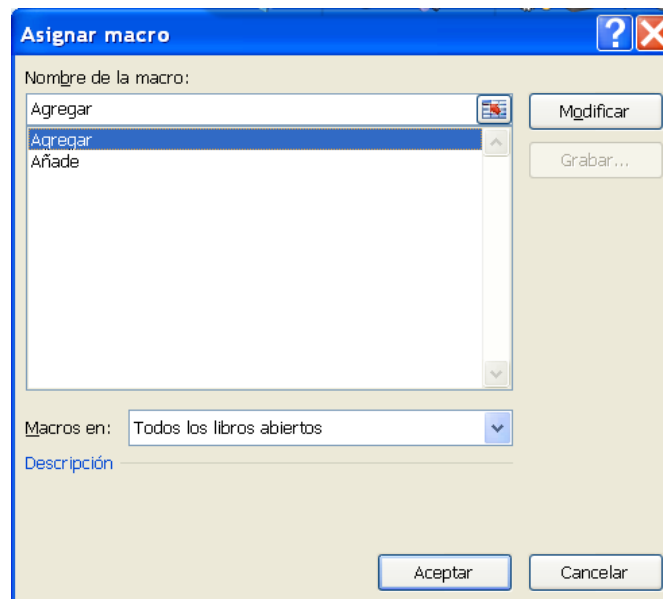 Asignar macro
Nombre de la macro:
Agregar
Modificar
Agregar
Añade
Grabar...
Macros en: Todos los libros abiertos
Descripción
Aceptar Cancelar